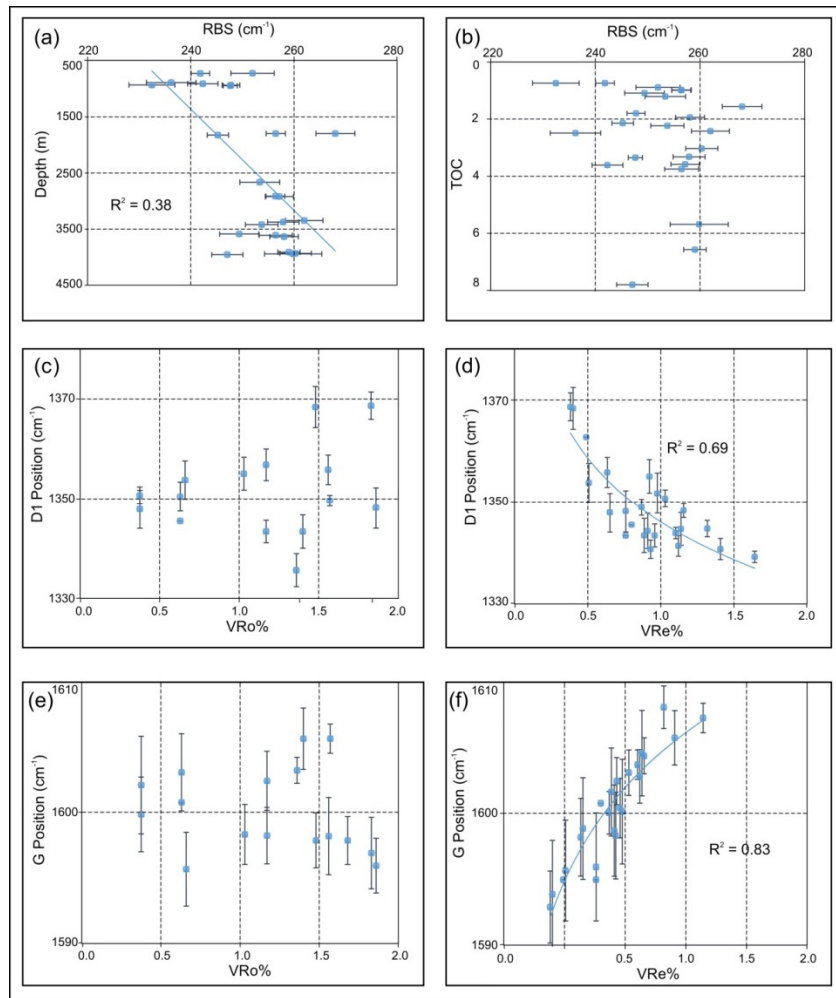 (a)
RBS (cm⁻¹)
220 240 260 280
500
1500
2500
3500
4500
Depth (m)
R² = 0.38
(b)
RBS (cm⁻¹)
220 240 260 280
0
2
4
6
8
TOC
(c)
1370
1350
1330
D1 Position (cm⁻¹)
0.0 0.5 1.0 1.5 2.0
VRo%
(d)
1370
1350
1330
D1 Position (cm⁻¹)
R² = 0.69
0.0 0.5 1.0 1.5 2.0
VRe%
(e)
1610
1600
1590
G Position (cm⁻¹)
0.0 0.5 1.0 1.5 2.0
VRo%
(f)
1610
1600
1590
G Position (cm⁻¹)
R² = 0.83
0.0 0.5 1.0 1.5 2.0
VRe%